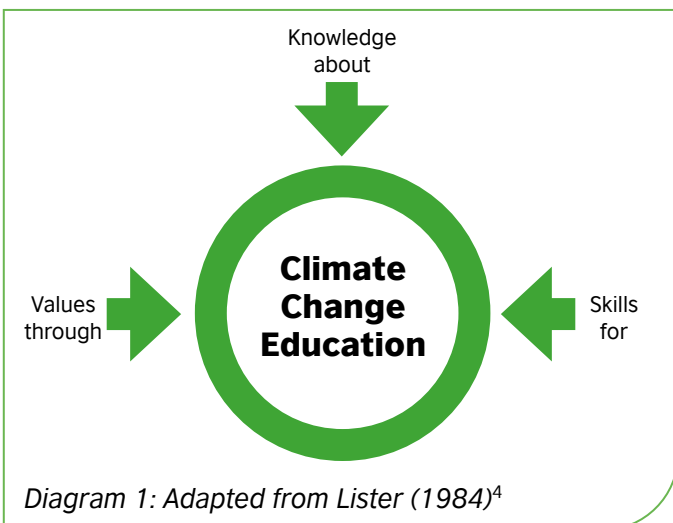 Knowledge
about
Climate
Change
Education
Values
through
Skills
for
Diagram 1: Adapted from Lister (1984)⁴